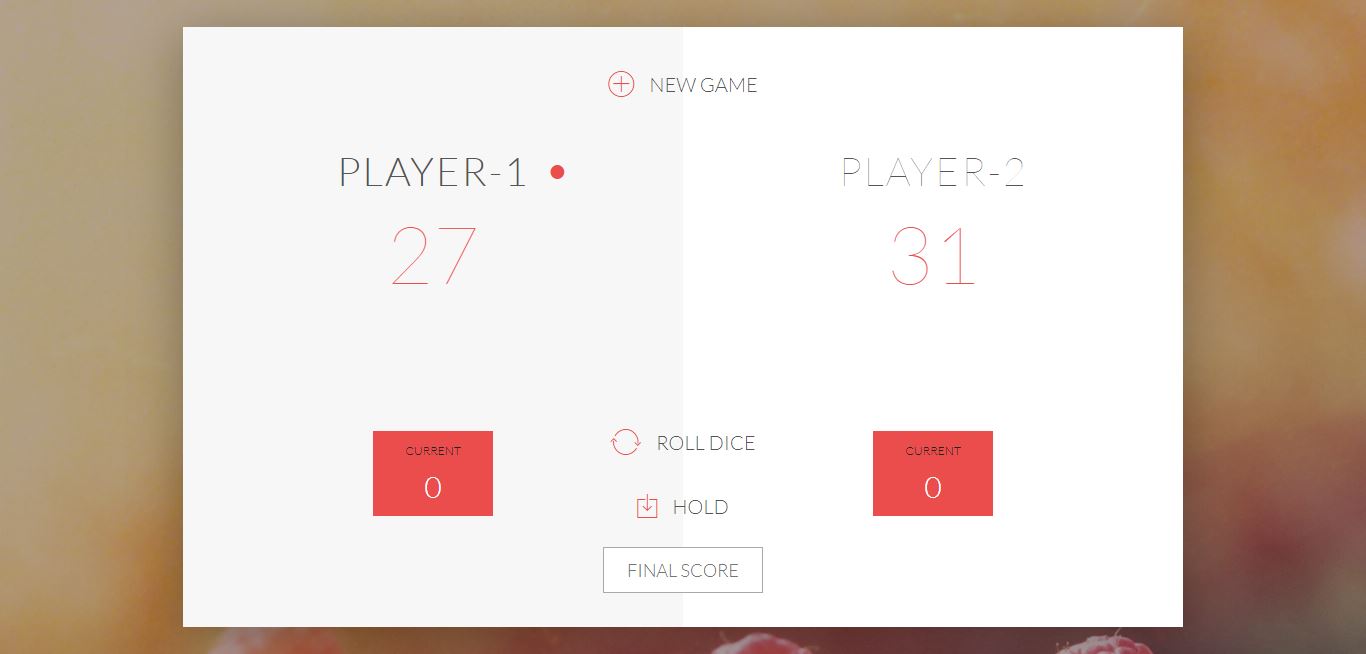 NEW GAME
PLAYER-1
PLAYER-2
27
31
CURRENT
0
ROLL DICE
HOLD
FINAL SCORE
CURRENT
0